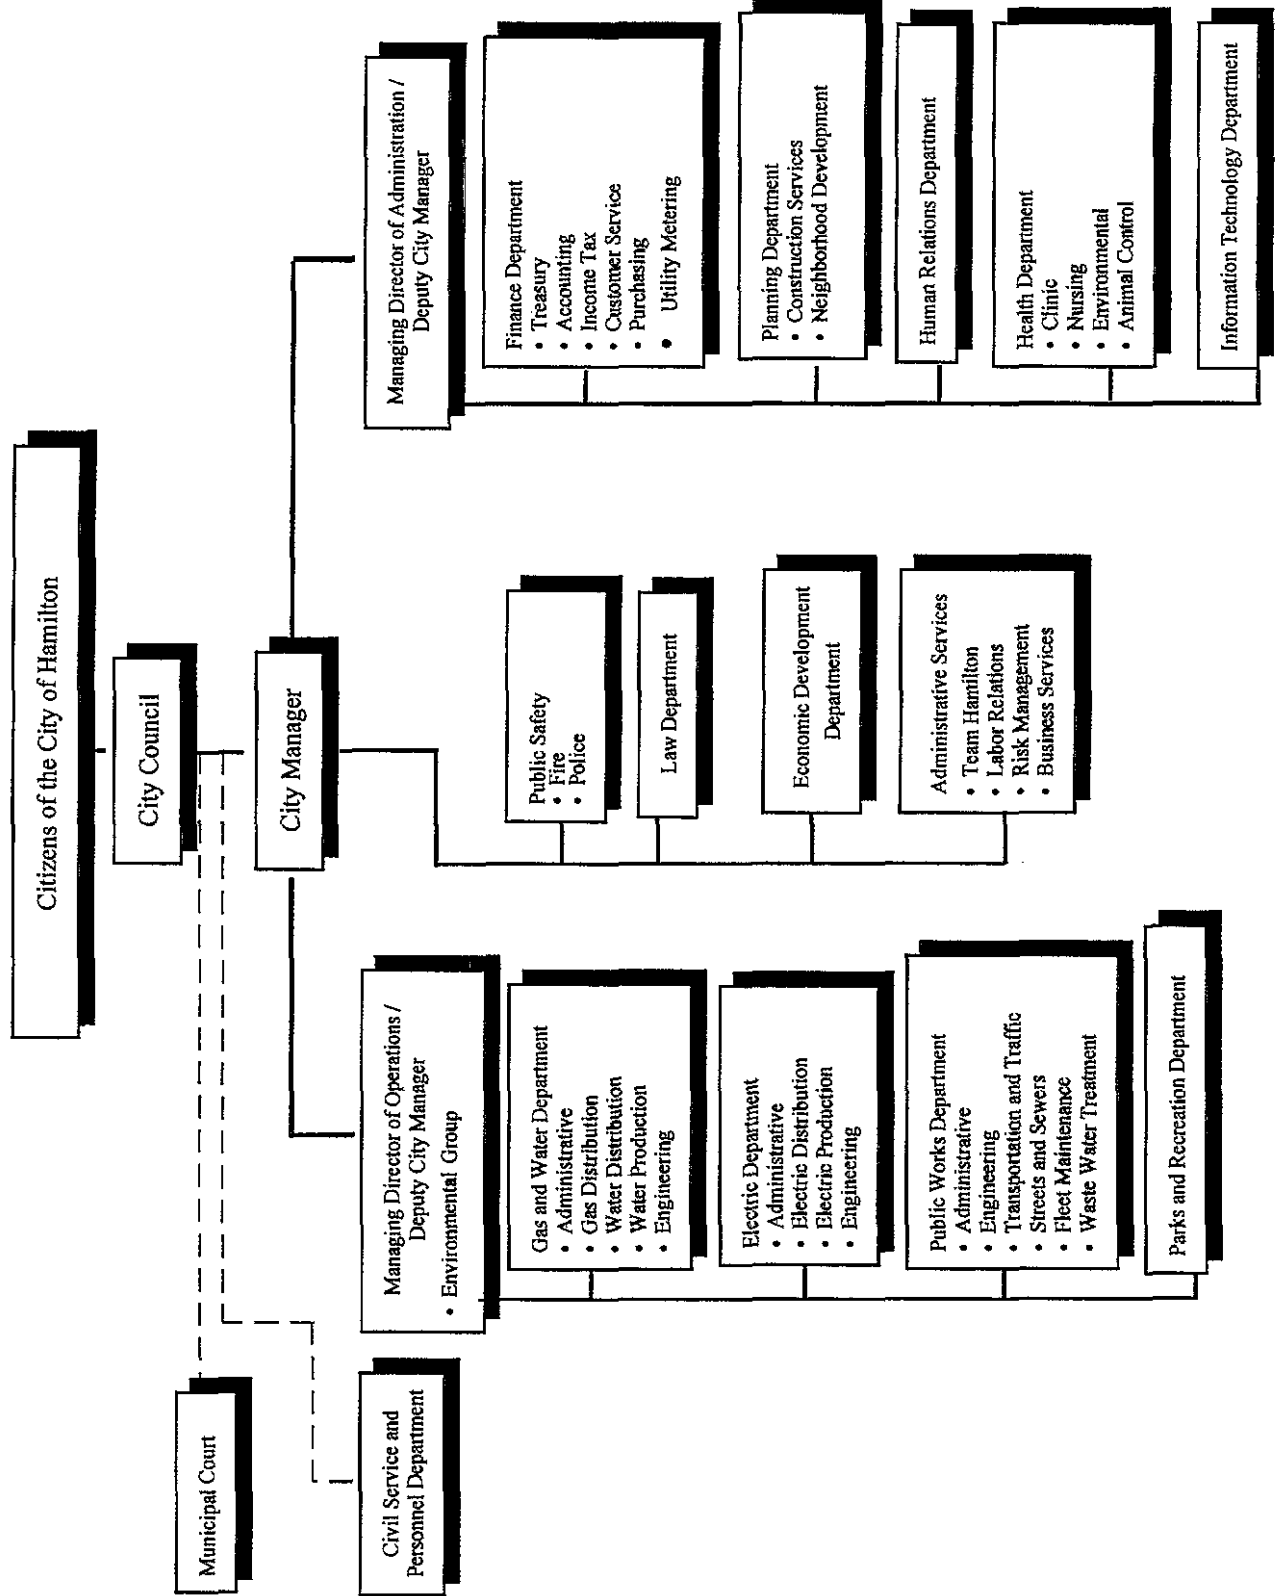 Citizens of the City of Hamilton
City Council
Municipal Court
City Manager
Civil Service and
Personnel Department
Managing Director of Operations /
Deputy City Manager
• Environmental Group
Gas and Water Department
• Administrative
• Gas Distribution
• Water Distribution
• Water Production
• Engineering
Electric Department
• Administrative
• Electric Distribution
• Electric Production
• Engineering
Public Works Department
• Administrative
• Engineering
• Transportation and Traffic
• Streets and Sewers
• Fleet Maintenance
• Waste Water Treatment
Parks and Recreation Department
Public Safety
• Fire
• Police
Law Department
Economic Development
Department
Administrative Services
• Team Hamilton
• Labor Relations
• Risk Management
• Business Services
Managing Director of Administration /
Deputy City Manager
Finance Department
• Treasury
• Accounting
• Income Tax
• Customer Service
• Purchasing
• Utility Metering
Planning Department
• Construction Services
• Neighborhood Development
Human Relations Department
Health Department
• Clinic
• Nursing
• Environmental
• Animal Control
Information Technology Department